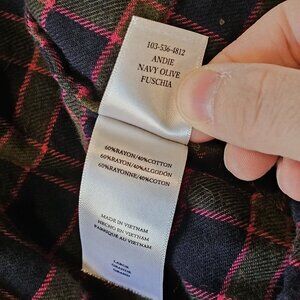 103-536-4812
ANDIE
NAVY OLIVE
FUSCHIA
60%RAYON/40%COTTON
60%RAYON/40%ALGODÓN
60%RAYONNE/40%COTON
MADE IN VIETNAM
HECHO EN VIETNAM
FABRIQUÉ AU VIETNAM